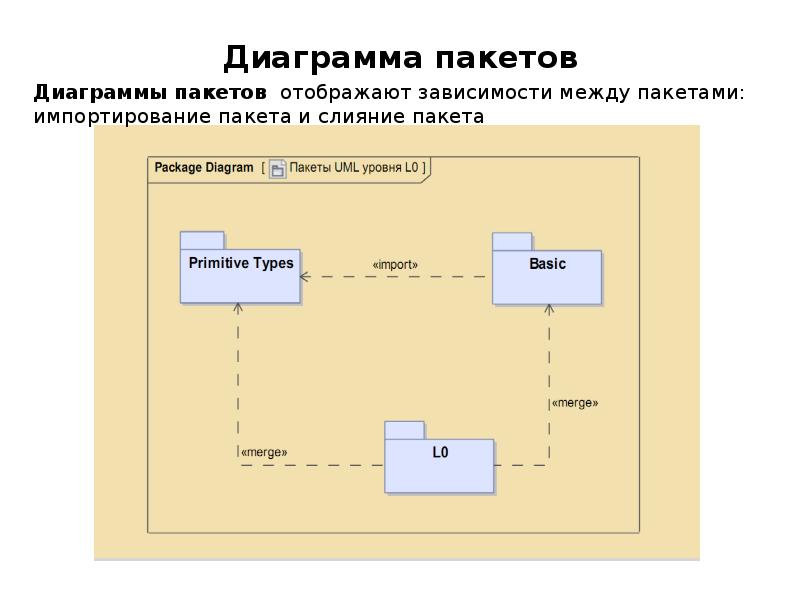 Диаграмма пакетов
Диаграммы пакетов отображают зависимости между пакетами:
импортирование пакета и слияние пакета
Package Diagram [ Пакеты UML уровня L0 ]
Primitive Types
«import»
Basic
«merge»
«merge»
L0